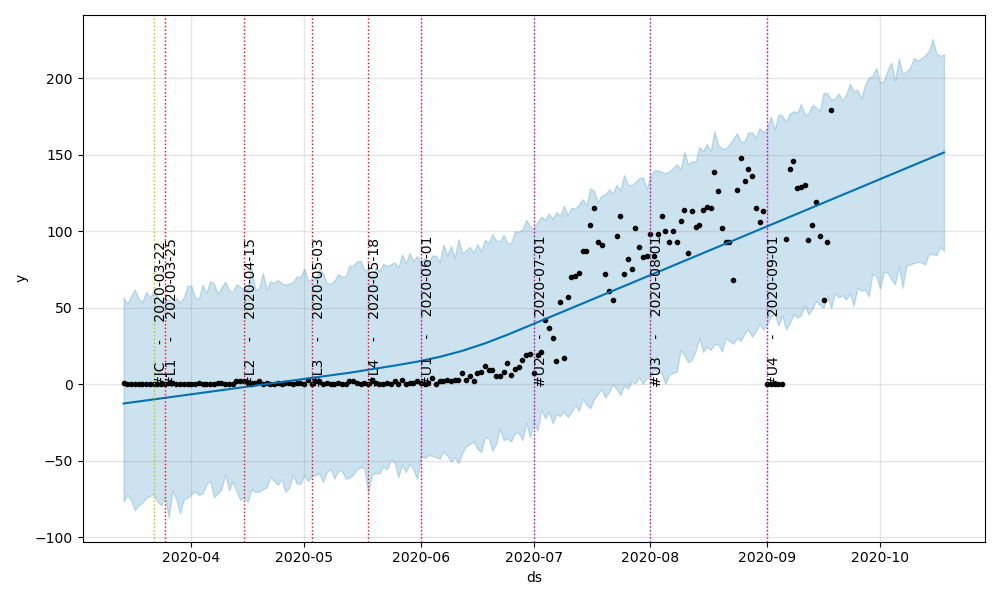 200
150
100
50
0
−50
−100
y
#JC - 2020-03-22
#L1 - 2020-03-25
#L2 - 2020-04-15
#L3 - 2020-05-03
#L4 - 2020-05-18
#U1 - 2020-06-01
#U2 - 2020-07-01
#U3 - 2020-08-01
#U4 - 2020-09-01
2020-04
2020-05
2020-06
2020-07
2020-08
2020-09
2020-10
ds